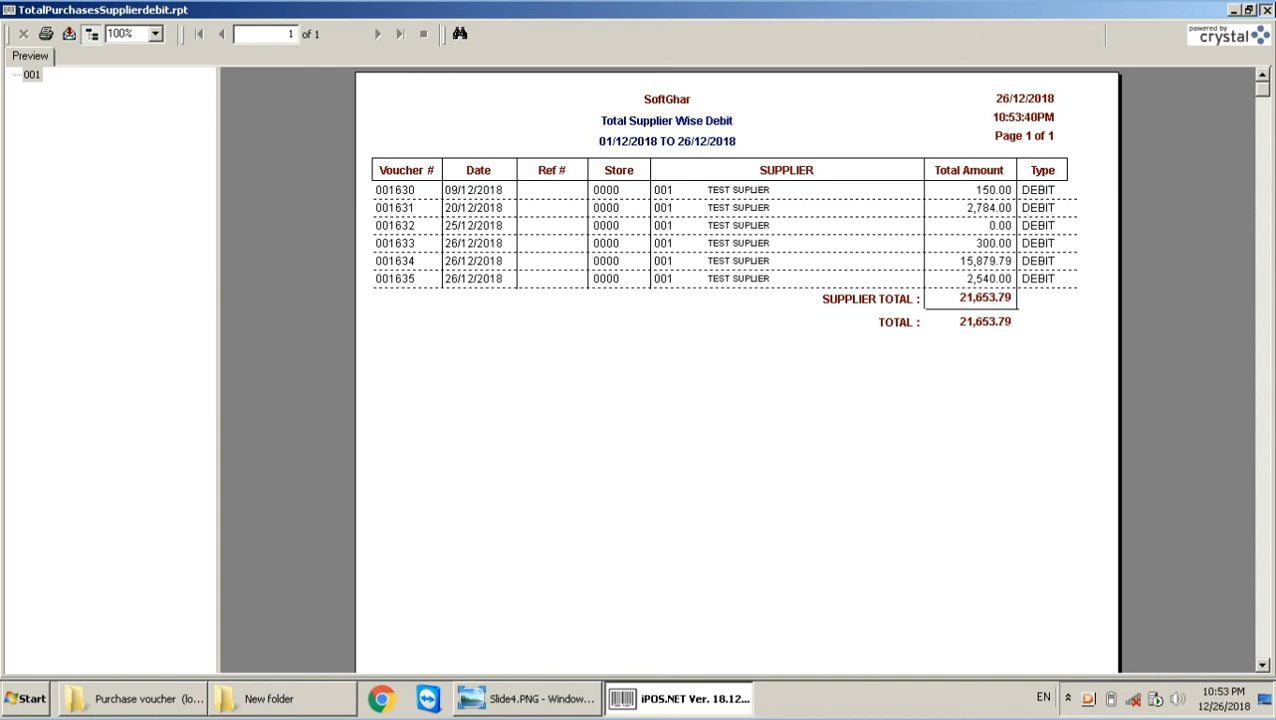 TotalPurchasesSupplierdebit.rpt
100% 1 of 1 powered by crystal
Preview
001
SoftGhar 26/12/2018
Total Supplier Wise Debit 10:53:40PM
01/12/2018 TO 26/12/2018 Page 1 of 1
Voucher # Date Ref # Store SUPPLIER Total Amount Type
001630 09/12/2018 0000 001 TEST SUPLIER 150.00 DEBIT
001631 20/12/2018 0000 001 TEST SUPLIER 2,784.00 DEBIT
001632 25/12/2018 0000 001 TEST SUPLIER 0.00 DEBIT
001633 26/12/2018 0000 001 TEST SUPLIER 300.00 DEBIT
001634 26/12/2018 0000 001 TEST SUPLIER 15,879.79 DEBIT
001635 26/12/2018 0000 001 TEST SUPLIER 2,540.00 DEBIT
SUPPLIER TOTAL : 21,653.79
TOTAL : 21,653.79
Start Purchase voucher (lo... New folder Slide4.PNG - Window... iPOS.NET Ver. 18.12... EN 10:53 PM
12/26/2018